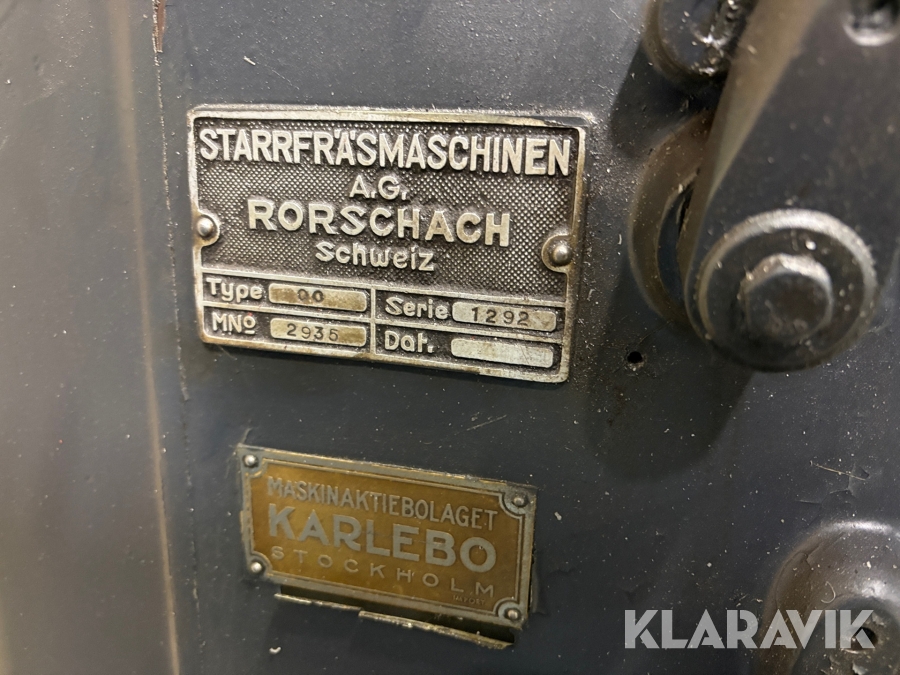 STARRFRÄSMASCHINEN
A.G.
RORSCHACH
Schweiz
Type 00 Serie 1292
MNo 2935 Dat.
MASKINAKTIEBOLAGET
KARLEBO
STOCKHOLM
KLARAVIK